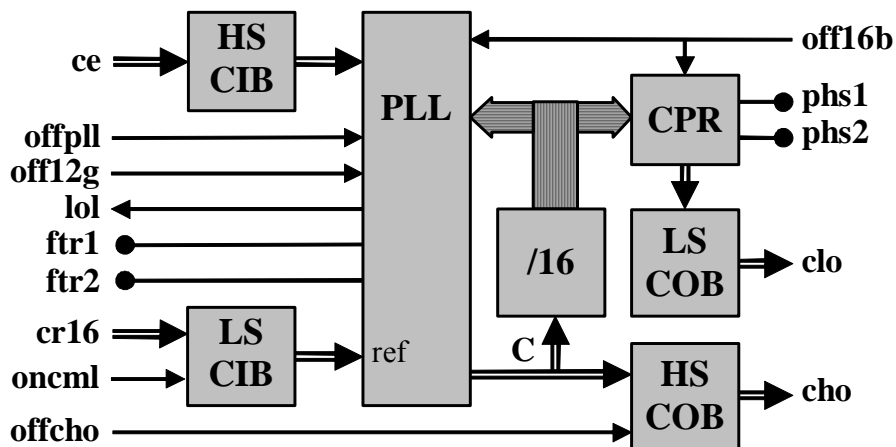 ce
HS
CIB
PLL
off16b
CPR
phs1
phs2
offpll
off12g
lol
ftr1
ftr2
/16
LS
COB
clo
cr16
LS
CIB
ref
C
oncml
HS
COB
cho
offcho